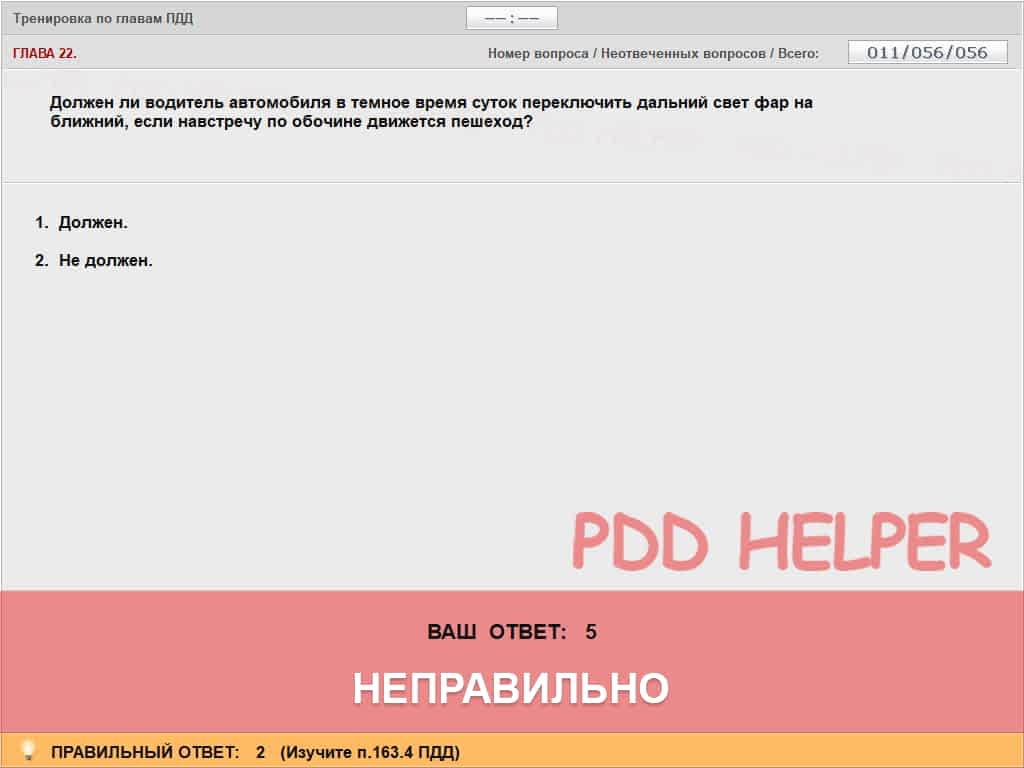 Тренировка по главам ПДД
–– : ––
ГЛАВА 22.
Номер вопроса / Неотвеченных вопросов / Всего:
011/056/056
Должен ли водитель автомобиля в темное время суток переключить дальний свет фар на
ближний, если навстречу по обочине движется пешеход?
1. Должен.
2. Не должен.
PDD HELPER
ВАШ ОТВЕТ: 5
НЕПРАВИЛЬНО
ПРАВИЛЬНЫЙ ОТВЕТ: 2 (Изучите п.163.4 ПДД)